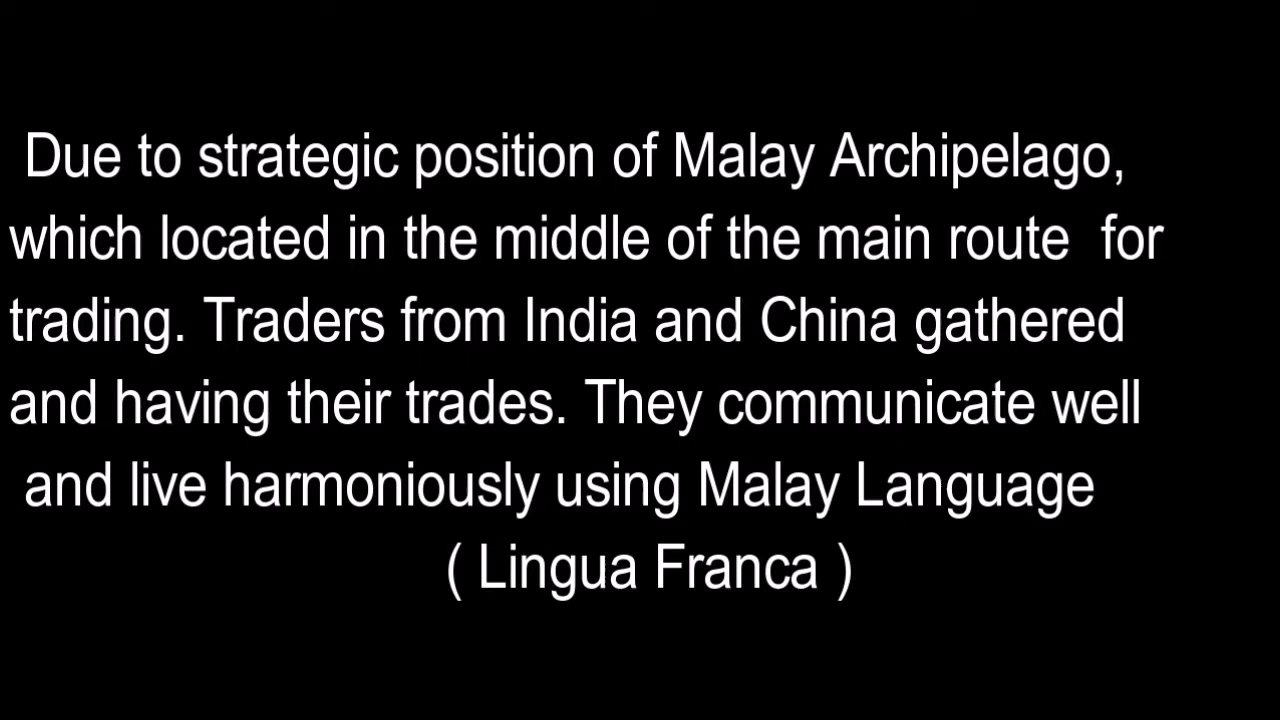 Due to strategic position of Malay Archipelago,
which located in the middle of the main route  for
trading. Traders from India and China gathered
and having their trades. They communicate well
and live harmoniously using Malay Language
( Lingua Franca )